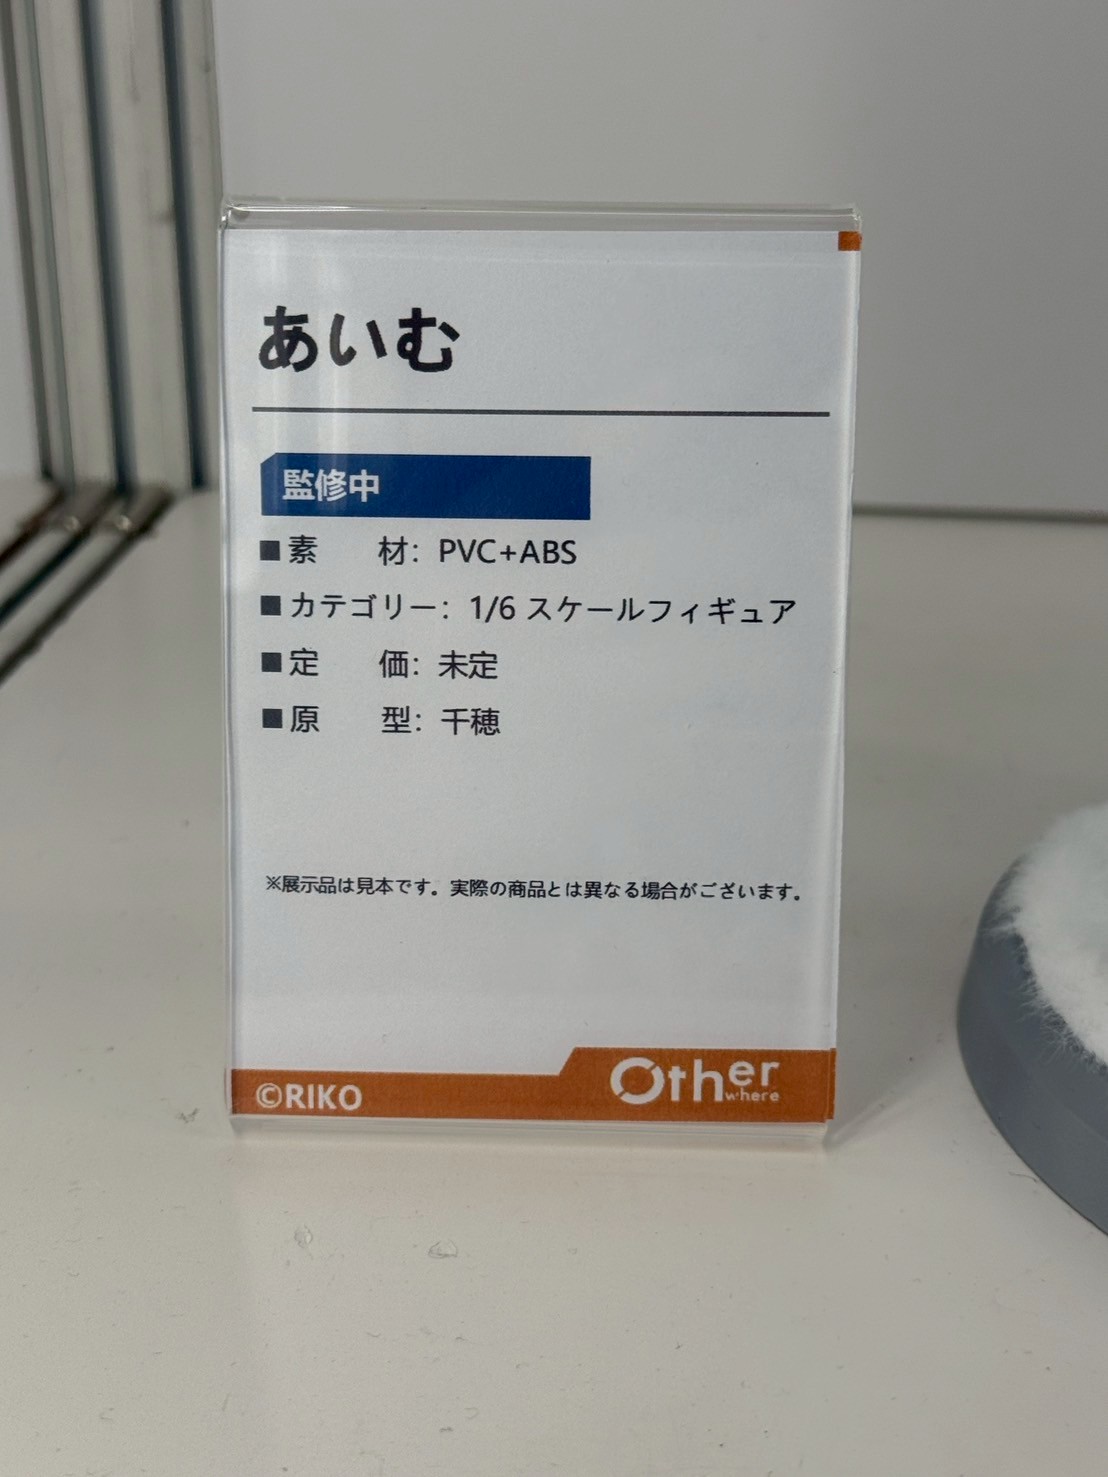 あいむ
監修中
■素　　材：PVC+ABS
■カテゴリー：1/6 スケールフィギュア
■定　　価：未定
■原　　型：千穂
※展示品は見本です。実際の商品とは異なる場合がございます。
©RIKO
Other
where